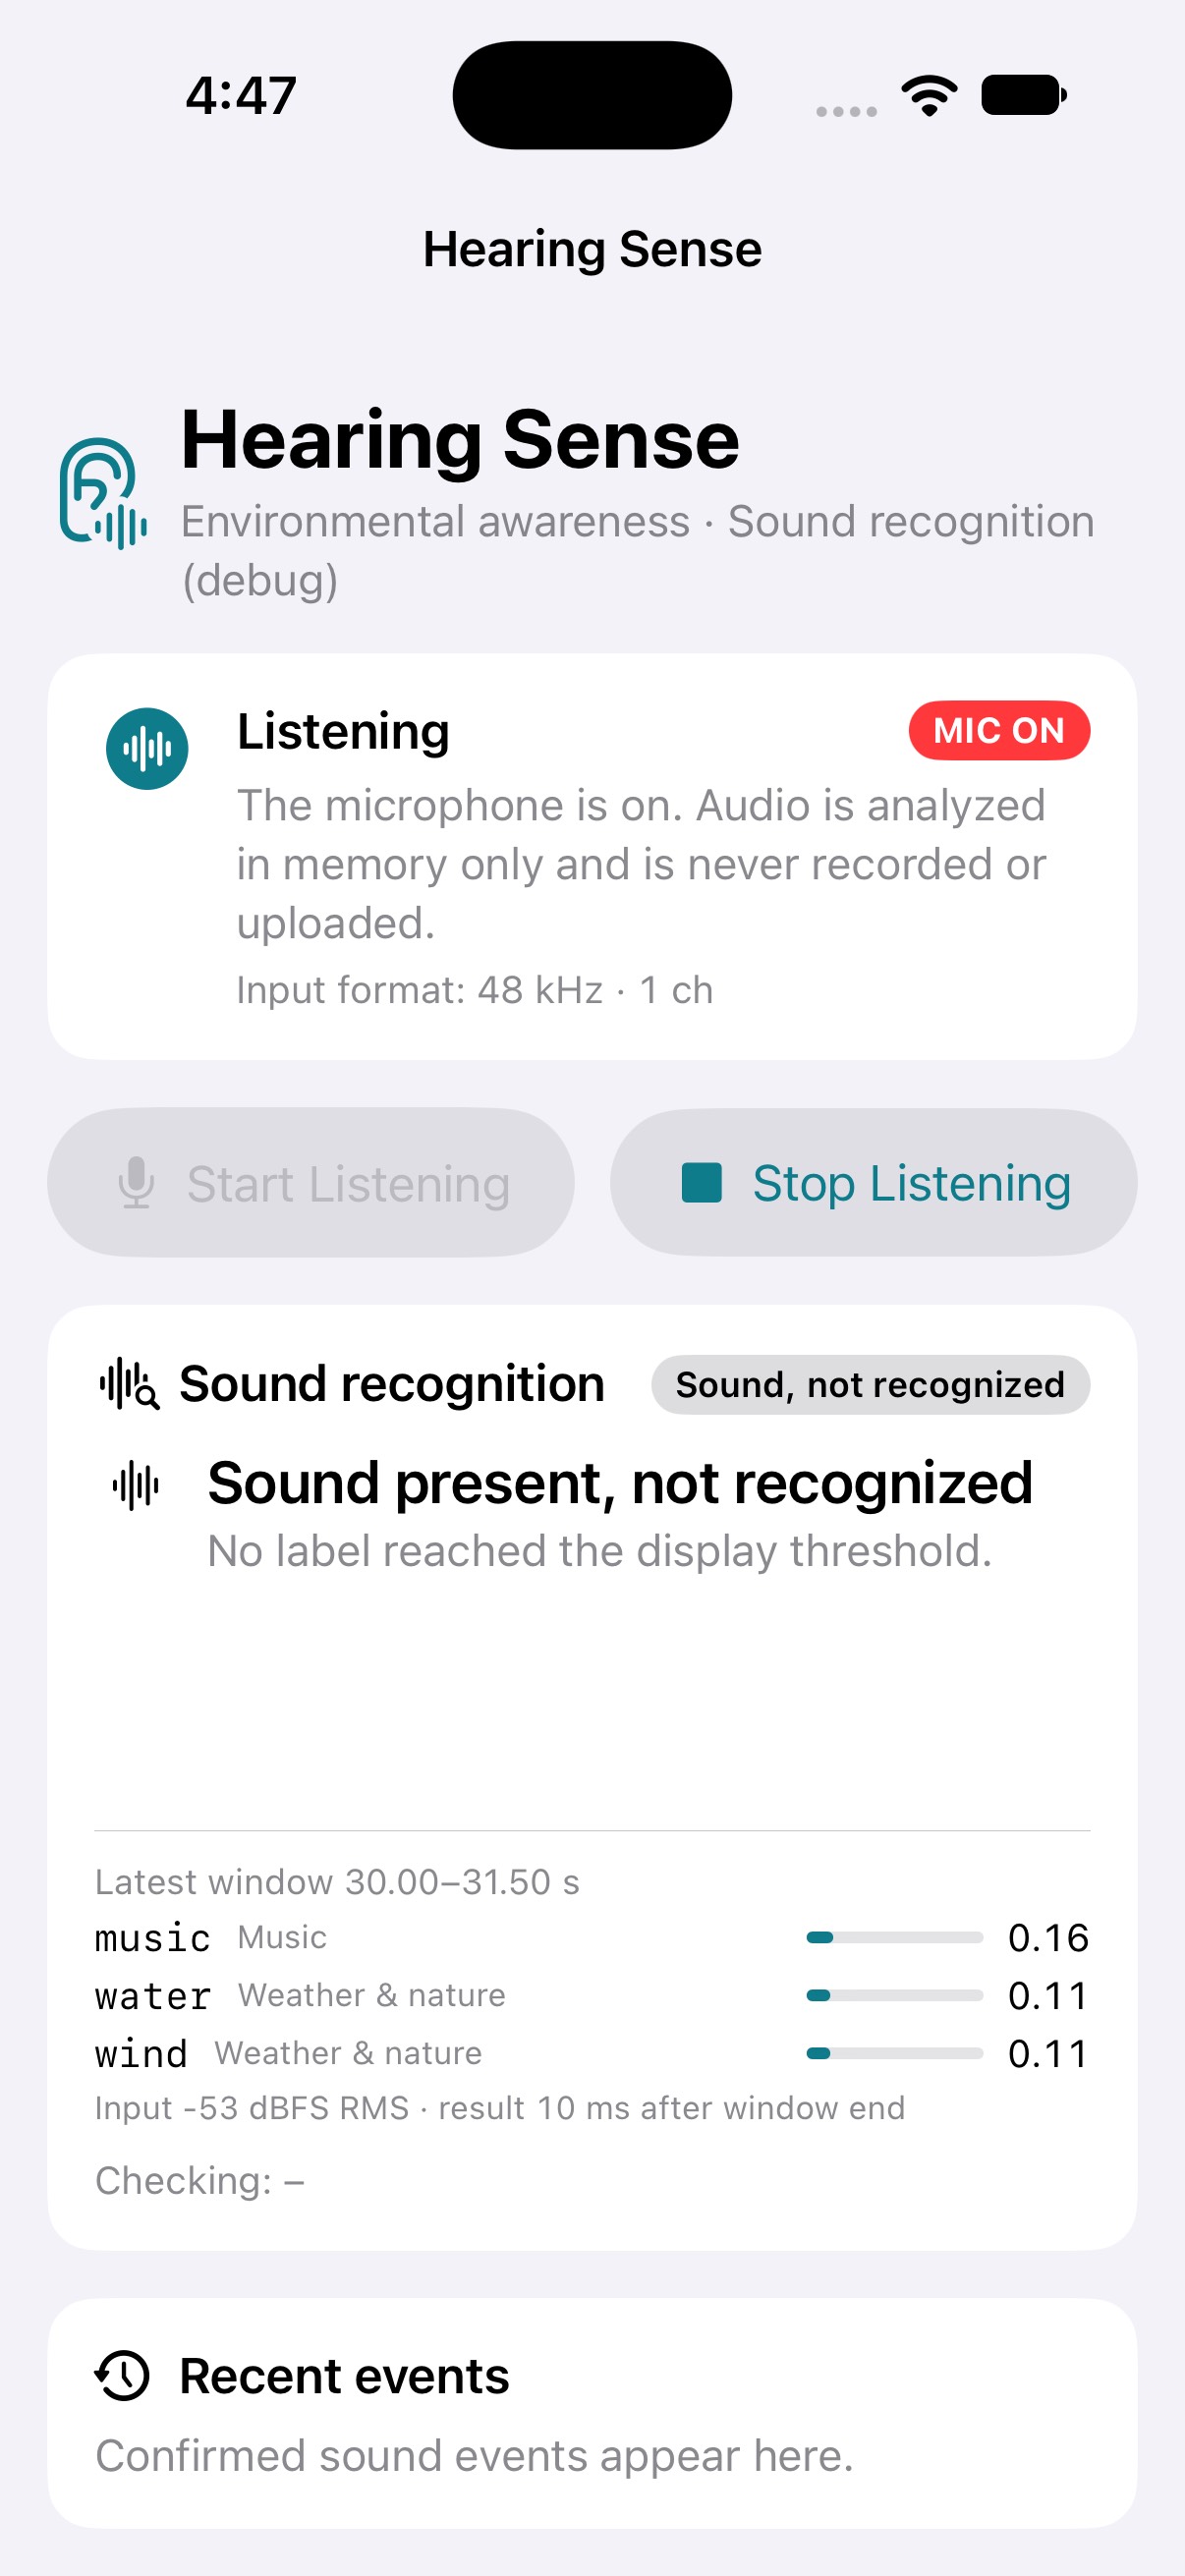 4:47
Hearing Sense
Hearing Sense
Environmental awareness · Sound recognition
(debug)
Listening
MIC ON
The microphone is on. Audio is analyzed
in memory only and is never recorded or
uploaded.
Input format: 48 kHz · 1 ch
Start Listening
Stop Listening
Sound recognition
Sound, not recognized
Sound present, not recognized
No label reached the display threshold.
Latest window 30.00–31.50 s
music Music 0.16
water Weather & nature 0.11
wind Weather & nature 0.11
Input -53 dBFS RMS · result 10 ms after window end
Checking: –
Recent events
Confirmed sound events appear here.